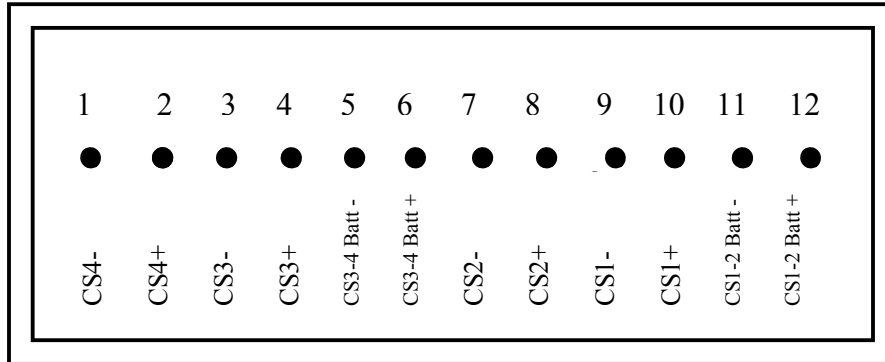 1 2 3 4 5 6 7 8 9 10 11 12
CS4-
CS4+
CS3-
CS3+
CS3-4 Batt -
CS3-4 Batt +
CS2-
CS2+
CS1-
CS1+
CS1-2 Batt -
CS1-2 Batt +